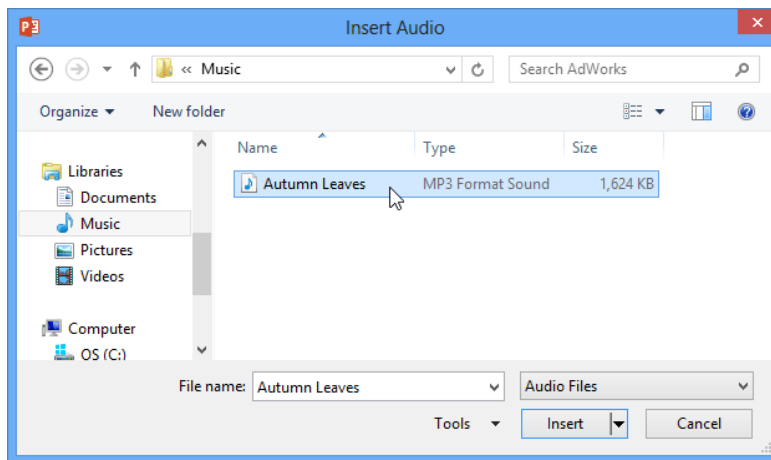 Insert Audio
« Music
Search AdWorks
Organize
New folder
Name Type Size
Libraries
Documents
Music
Pictures
Videos
Computer
OS (C:)
Autumn Leaves MP3 Format Sound 1,624 KB
File name: Autumn Leaves
Audio Files
Tools Insert Cancel